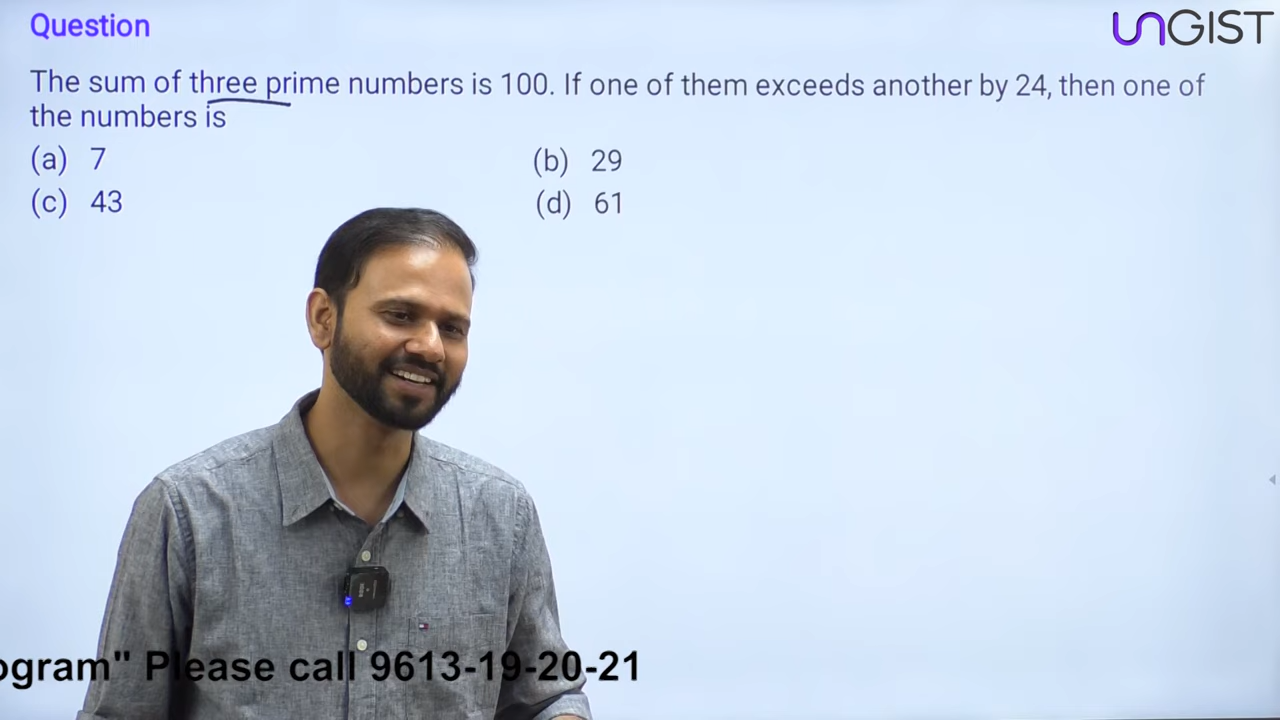 Question
UNGIST
The sum of three prime numbers is 100. If one of them exceeds another by 24, then one of
the numbers is
(a) 7
(b) 29
(c) 43
(d) 61
ogram" Please call 9613-19-20-21